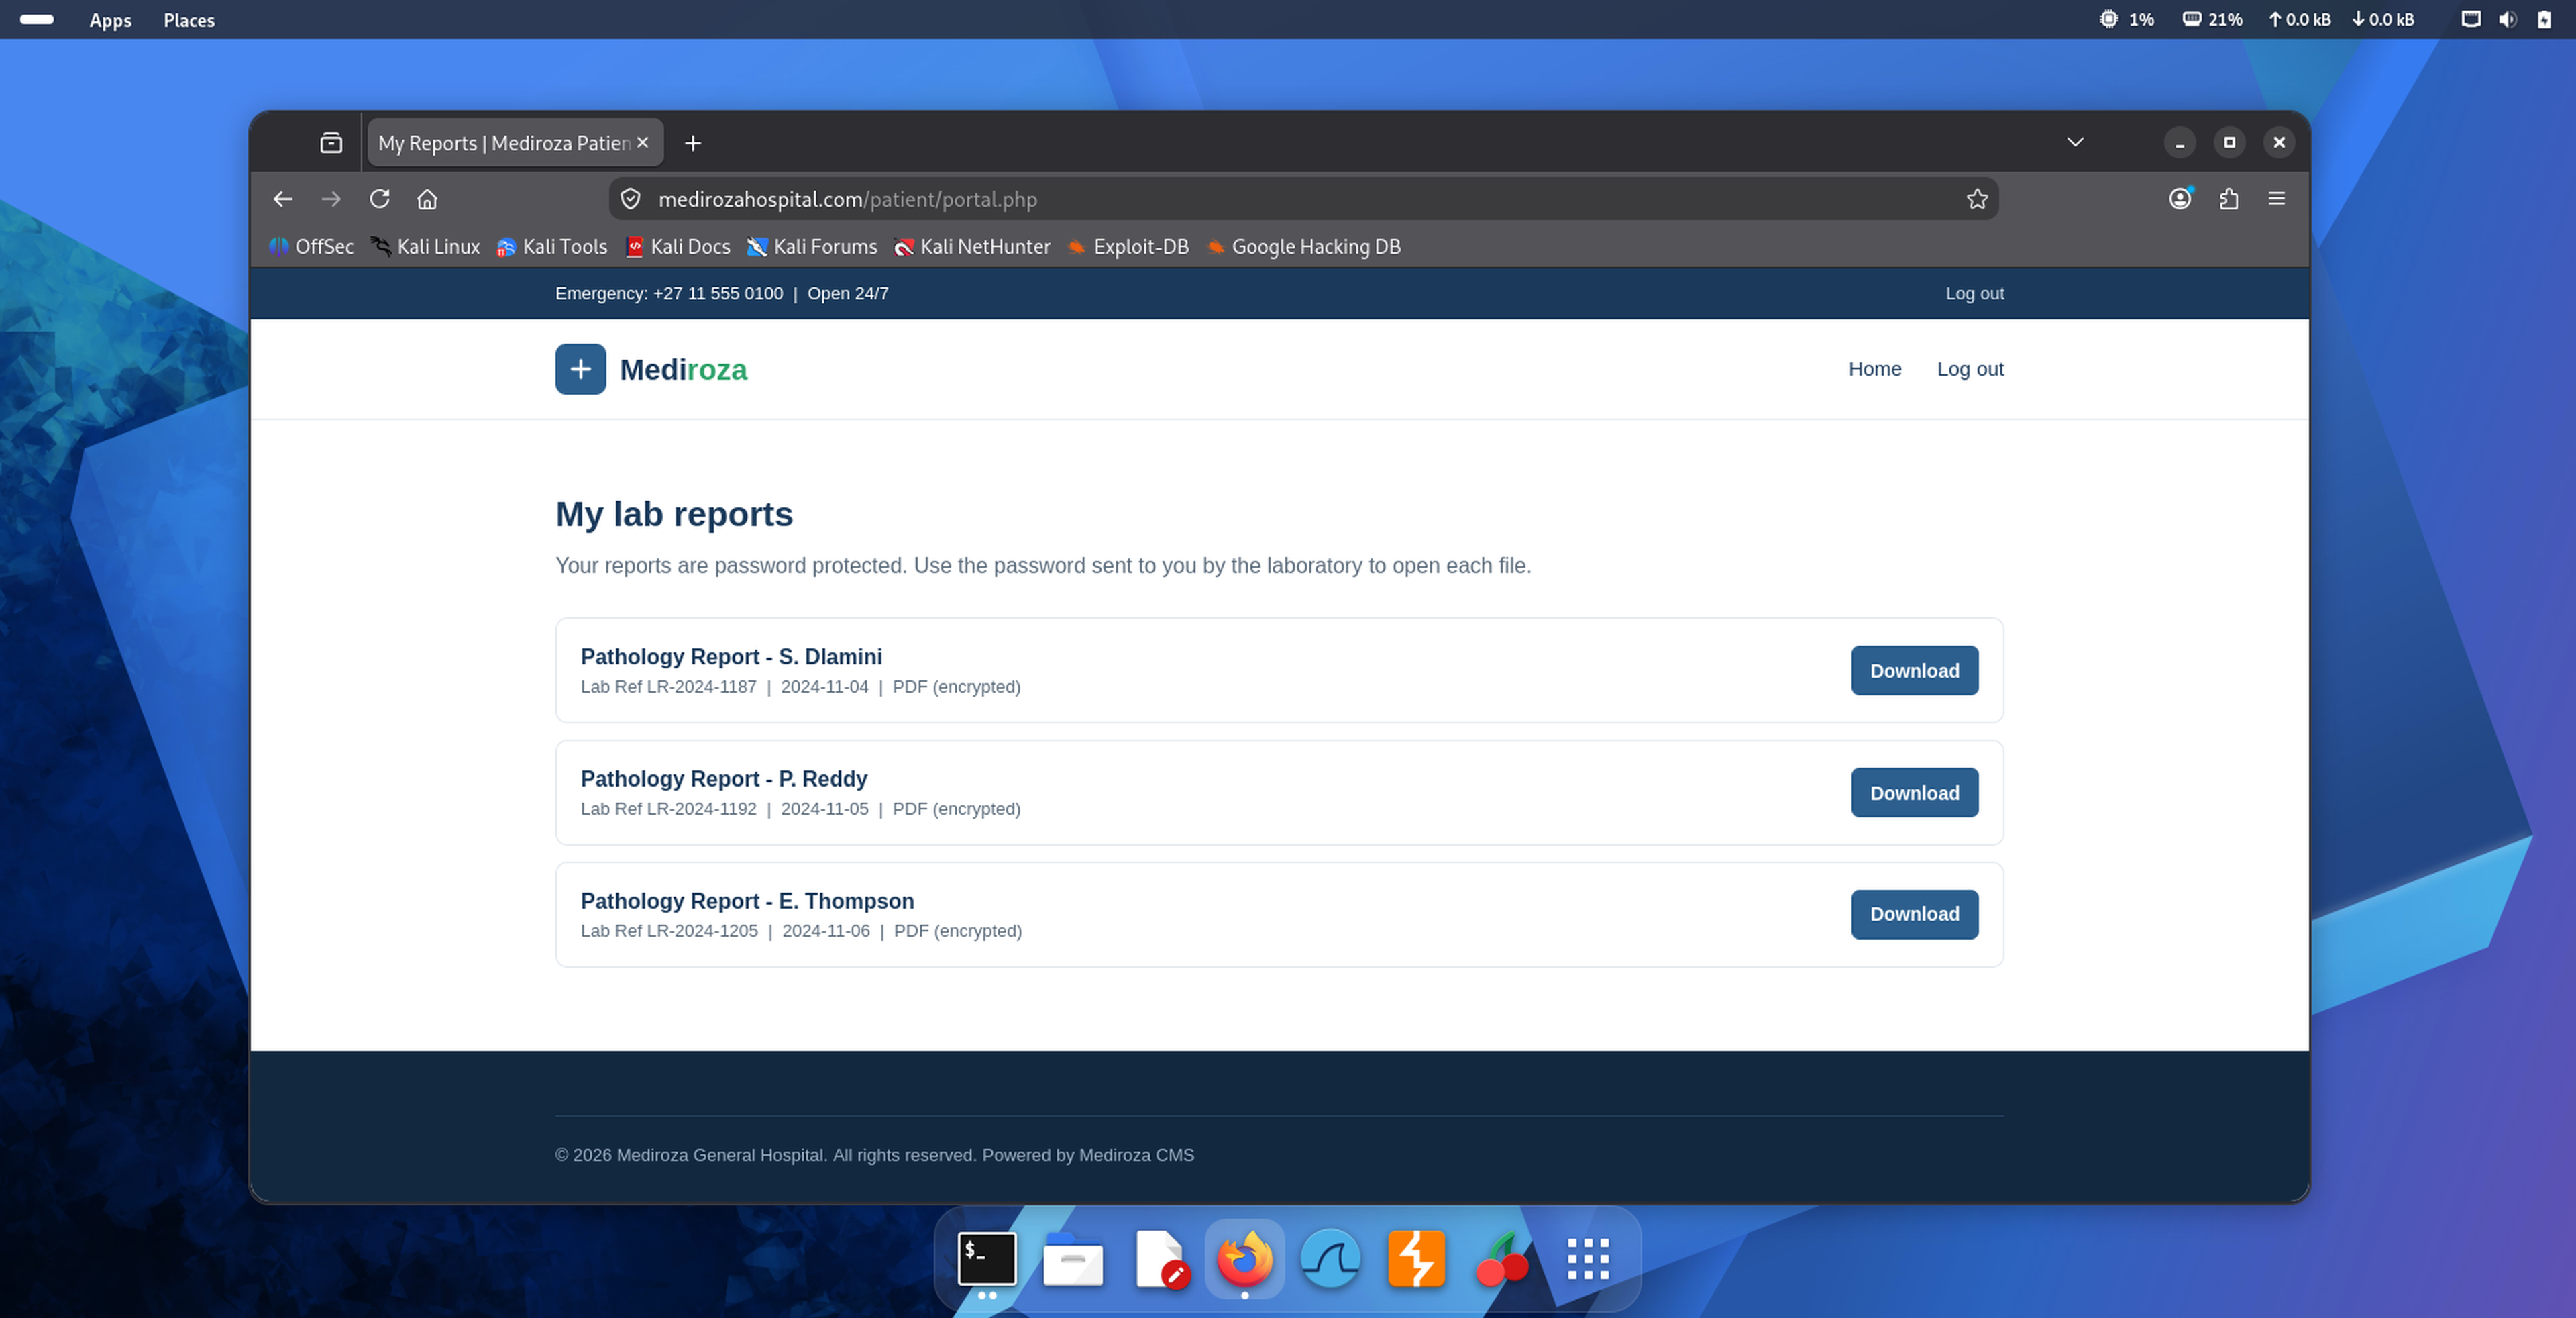 Apps Places 1% 21% 0.0 kB 0.0 kB
My Reports | Mediroza Patien
medirozahospital.com/patient/portal.php
OffSec Kali Linux Kali Tools Kali Docs Kali Forums Kali NetHunter Exploit-DB Google Hacking DB
Emergency: +27 11 555 0100 | Open 24/7 Log out
Mediroza Home Log out
My lab reports
Your reports are password protected. Use the password sent to you by the laboratory to open each file.
Pathology Report - S. Dlamini
Lab Ref LR-2024-1187 | 2024-11-04 | PDF (encrypted)
Download
Pathology Report - P. Reddy
Lab Ref LR-2024-1192 | 2024-11-05 | PDF (encrypted)
Download
Pathology Report - E. Thompson
Lab Ref LR-2024-1205 | 2024-11-06 | PDF (encrypted)
Download
© 2026 Mediroza General Hospital. All rights reserved. Powered by Mediroza CMS
$_